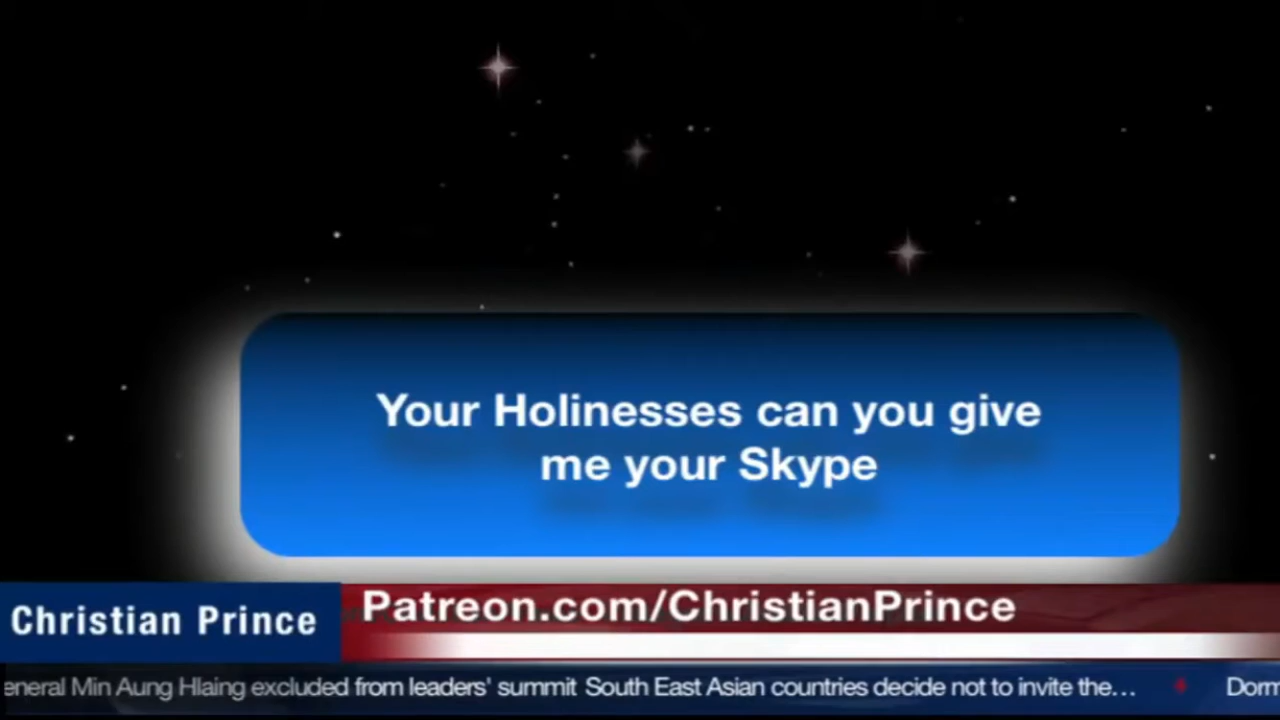 Your Holinesses can you give
me your Skype
Christian Prince
Patreon.com/ChristianPrince
eneral Min Aung Hlaing excluded from leaders' summit South East Asian countries decide not to invite the... Dorm